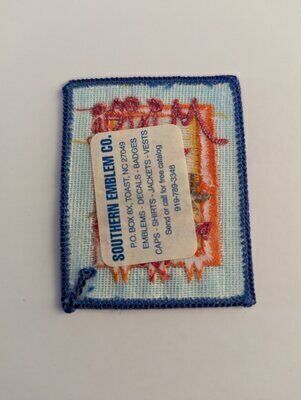 SOUTHERN EMBLEM CO.
P.O. BOX 6X, TOAST, NC 27049
EMBLEMS - DECALS - BADGES
CAPS - SHIRTS - JACKETS - VESTS
Send or call for free catalog
919-789-3348